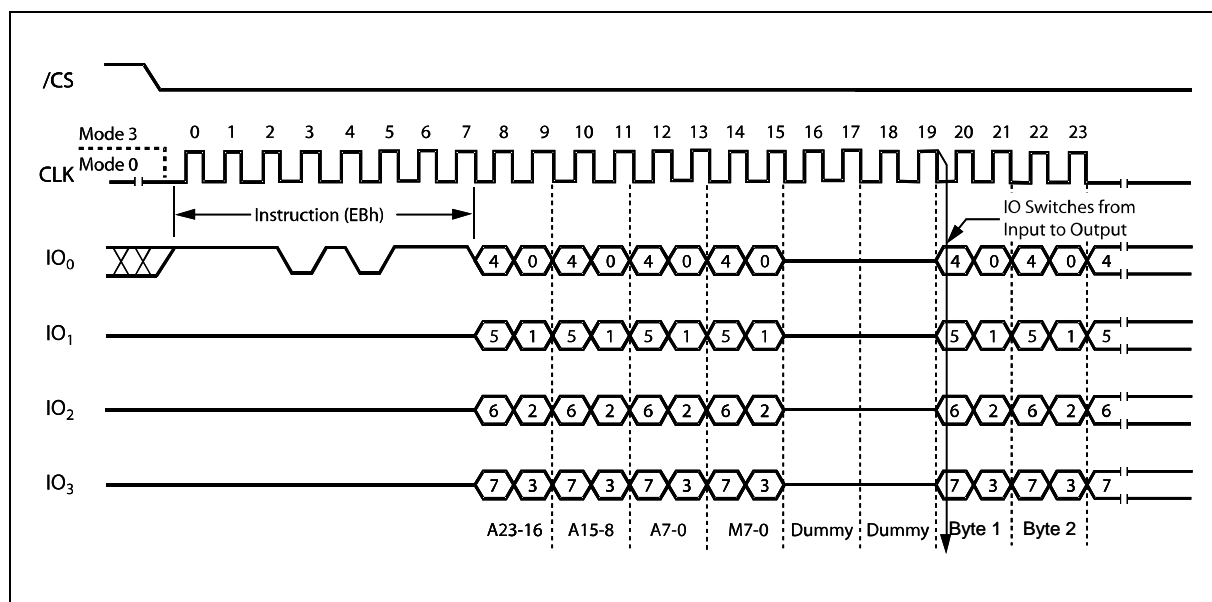 /CS
Mode 3
0 1 2 3 4 5 6 7 8 9 10 11 12 13 14 15 16 17 18 19 20 21 22 23
CLK
Mode 0
Instruction (EBh)
IO Switches from
Input to Output
IO0
4 0 4 0 4 0 4 0 4 0 4 0 4
IO1
5 1 5 1 5 1 5 1 5 1 5 1 5
IO2
6 2 6 2 6 2 6 2 6 2 6 2 6
IO3
7 3 7 3 7 3 7 3 7 3 7 3 7
A23-16 A15-8 A7-0 M7-0 Dummy Dummy Byte 1 Byte 2